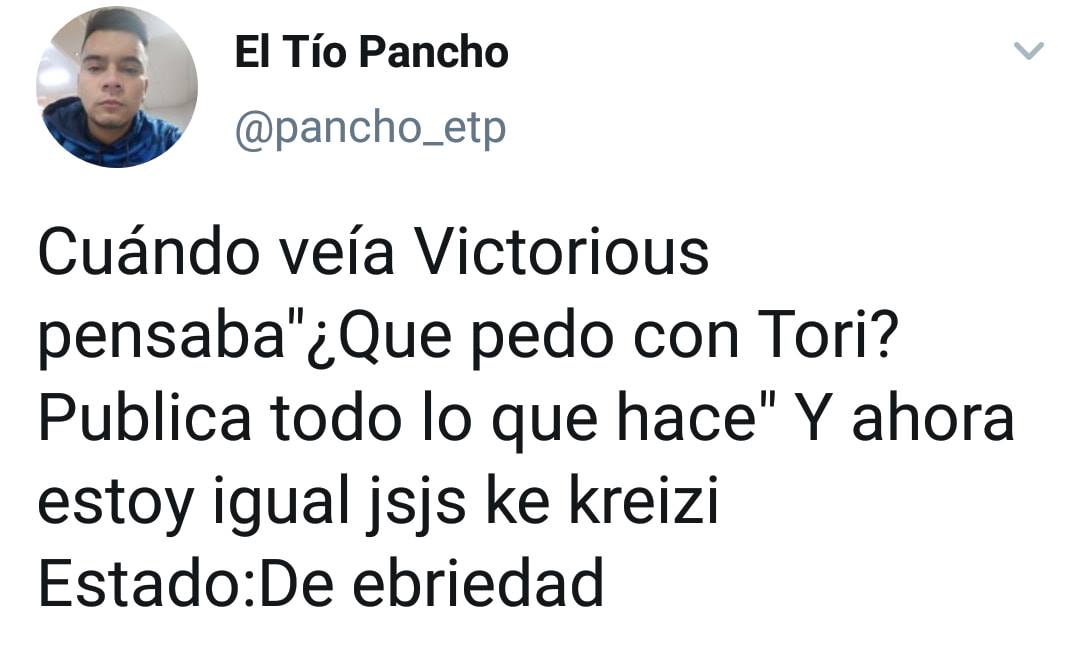 El Tío Pancho
@pancho_etp
Cuándo veía Victorious
pensaba"¿Que pedo con Tori?
Publica todo lo que hace" Y ahora
estoy igual jsjs ke kreizi
Estado:De ebriedad